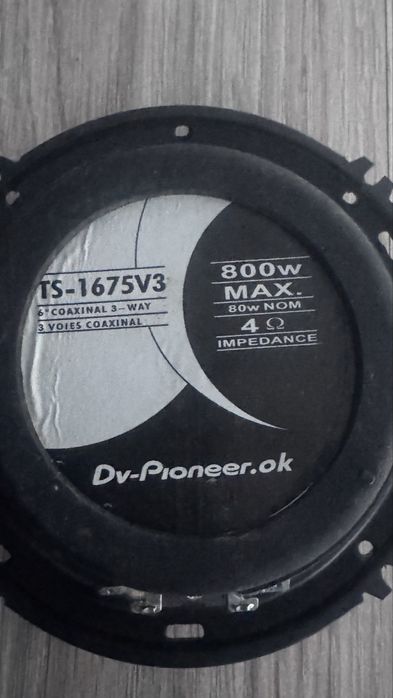 TS-1675V3
6" COAXINAL 3-WAY
3 VOIES COAXINAL
800W
MAX.
80W NOM
4 Ω
IMPEDANCE
Dv-Pioneer.ok